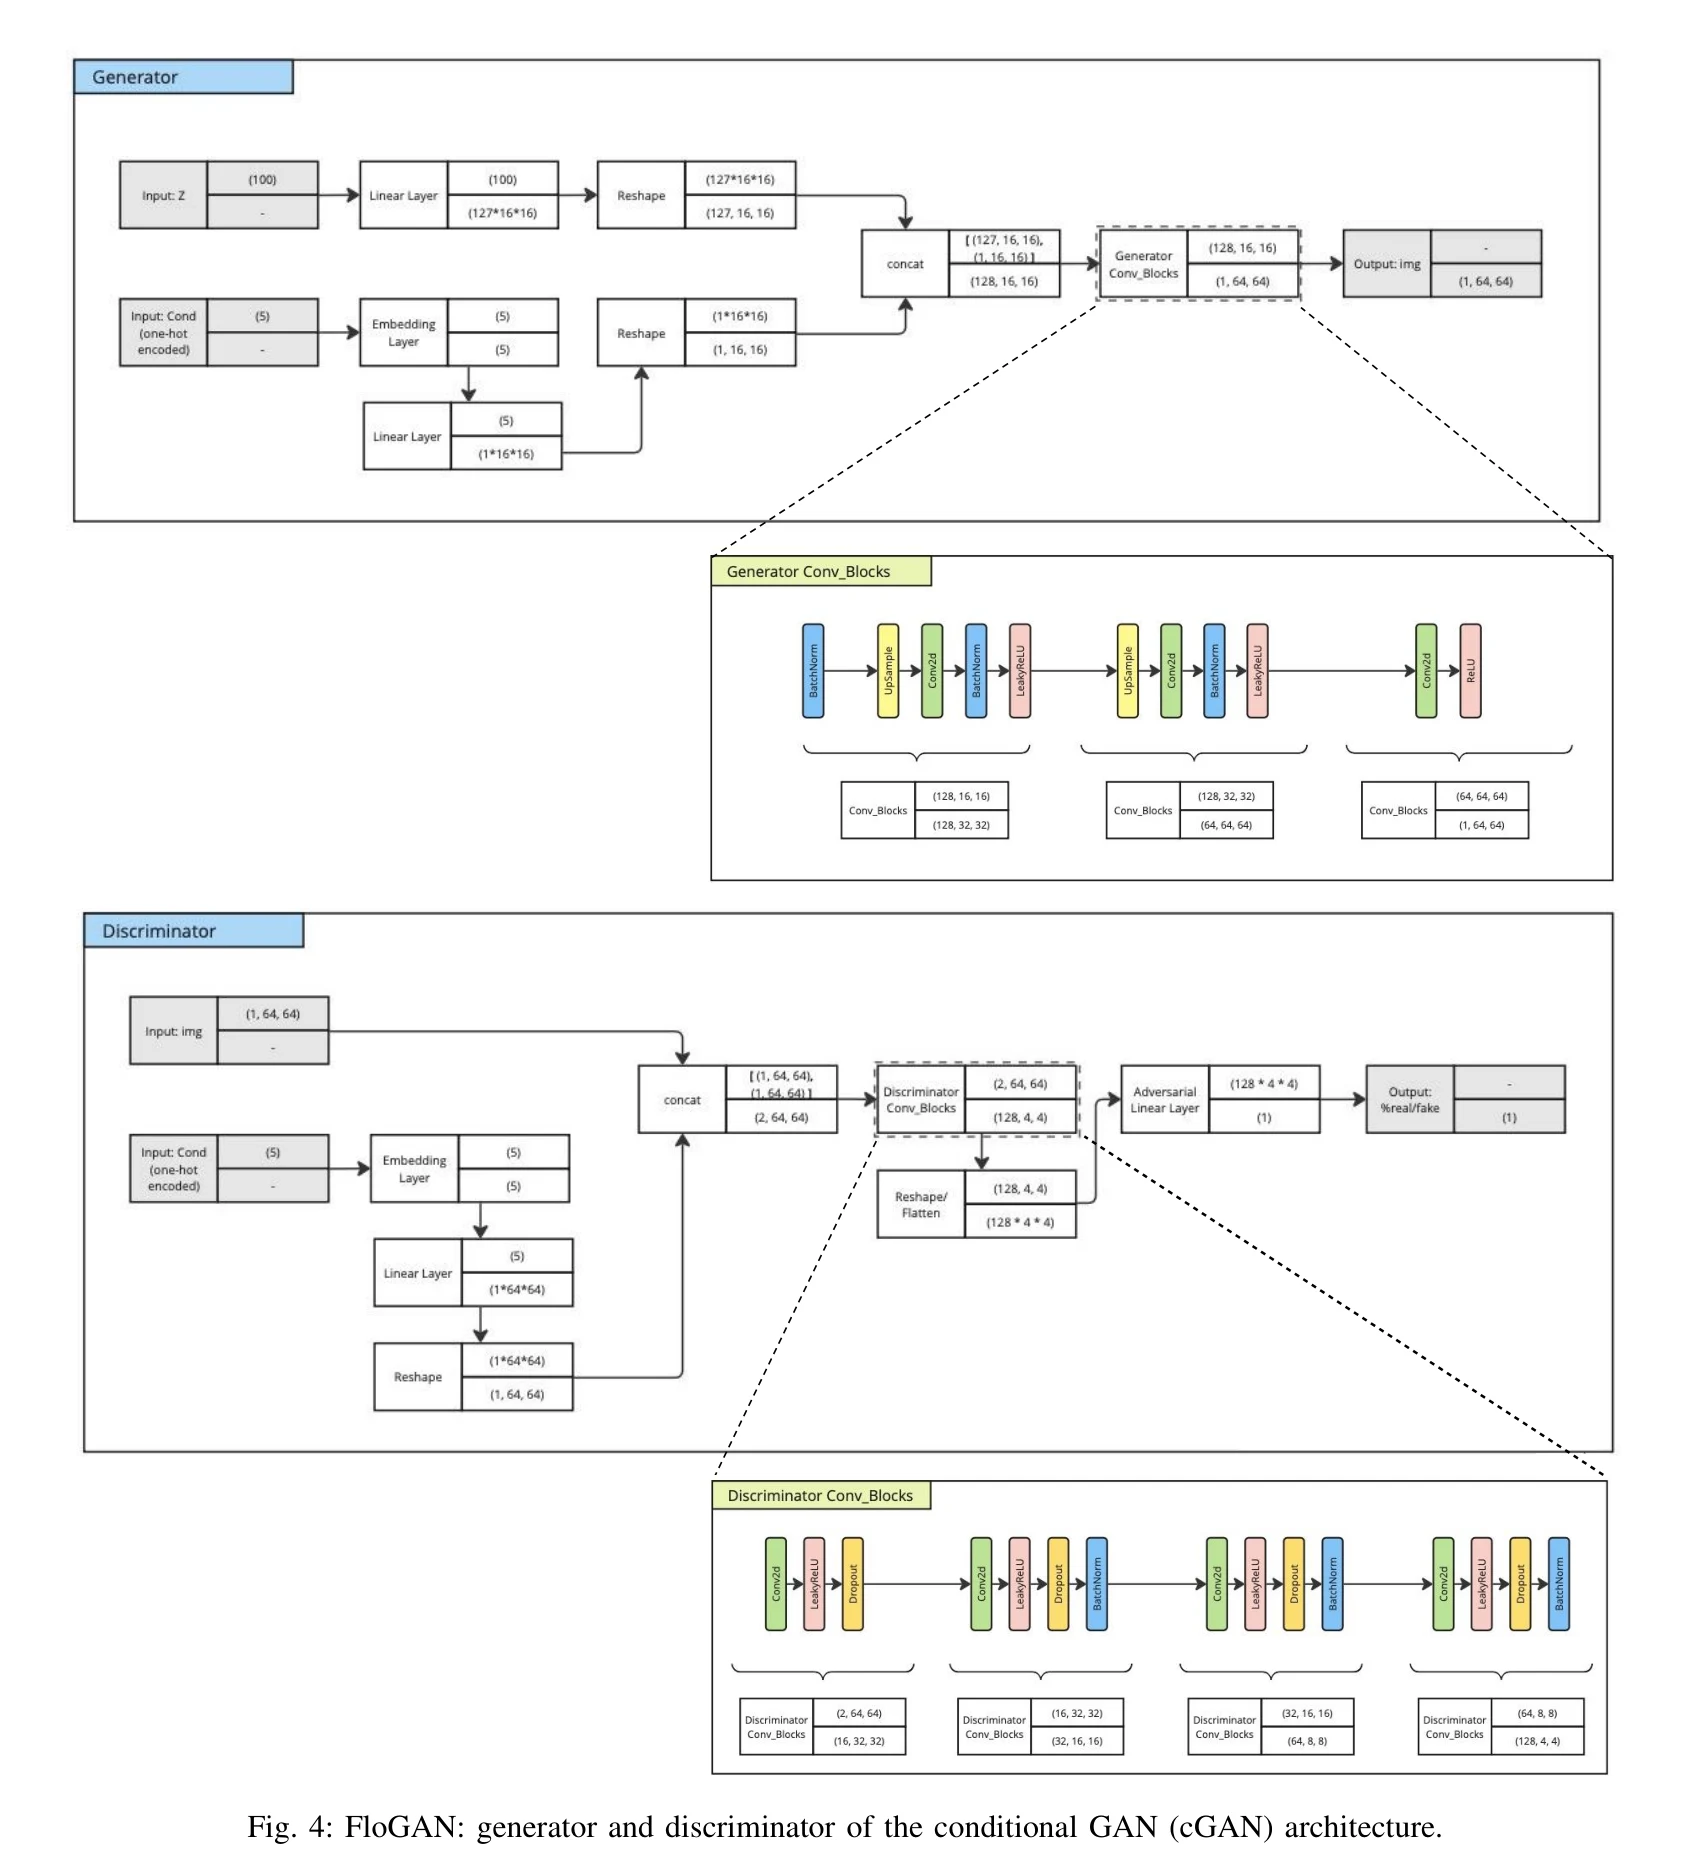 Generator
Input: Z
(100)
-
Linear Layer
(100)
(127*16*16)
Reshape
(127*16*16)
(127, 16, 16)
concat
[ (127, 16, 16),
(1, 16, 16) ]
(128, 16, 16)
Generator
Conv_Blocks
(128, 16, 16)
(1, 64, 64)
Output: img
-
(1, 64, 64)
Input: Cond
(one-hot
encoded)
(5)
-
Embedding
Layer
(5)
(5)
Reshape
(1*16*16)
(1, 16, 16)
Linear Layer
(5)
(1*16*16)
Generator Conv_Blocks
BatchNorm
UpSample
Conv2d
BatchNorm
LeakyReLU
UpSample
Conv2d
BatchNorm
LeakyReLU
Conv2d
ReLU
Conv_Blocks
(128, 16, 16)
(128, 32, 32)
Conv_Blocks
(128, 32, 32)
(64, 64, 64)
Conv_Blocks
(64, 64, 64)
(1, 64, 64)
Discriminator
Input: img
(1, 64, 64)
-
concat
[ (1, 64, 64),
(1, 64, 64) ]
(2, 64, 64)
Discriminator
Conv_Blocks
(2, 64, 64)
(128, 4, 4)
Adversarial
Linear Layer
(128 * 4 * 4)
(1)
Output:
%real/fake
-
(1)
Input: Cond
(one-hot
encoded)
(5)
-
Embedding
Layer
(5)
(5)
Reshape/
Flatten
(128, 4, 4)
(128 * 4 * 4)
Linear Layer
(5)
(1*64*64)
Reshape
(1*64*64)
(1, 64, 64)
Discriminator Conv_Blocks
Conv2d
LeakyReLU
Dropout
Conv2d
LeakyReLU
Dropout
BatchNorm
Conv2d
LeakyReLU
Dropout
BatchNorm
Conv2d
LeakyReLU
Dropout
BatchNorm
Discriminator
Conv_Blocks
(2, 64, 64)
(16, 32, 32)
Discriminator
Conv_Blocks
(16, 32, 32)
(32, 16, 16)
Discriminator
Conv_Blocks
(32, 16, 16)
(64, 8, 8)
Discriminator
Conv_Blocks
(64, 8, 8)
(128, 4, 4)
Fig. 4: FloGAN: generator and discriminator of the conditional GAN (cGAN) architecture.